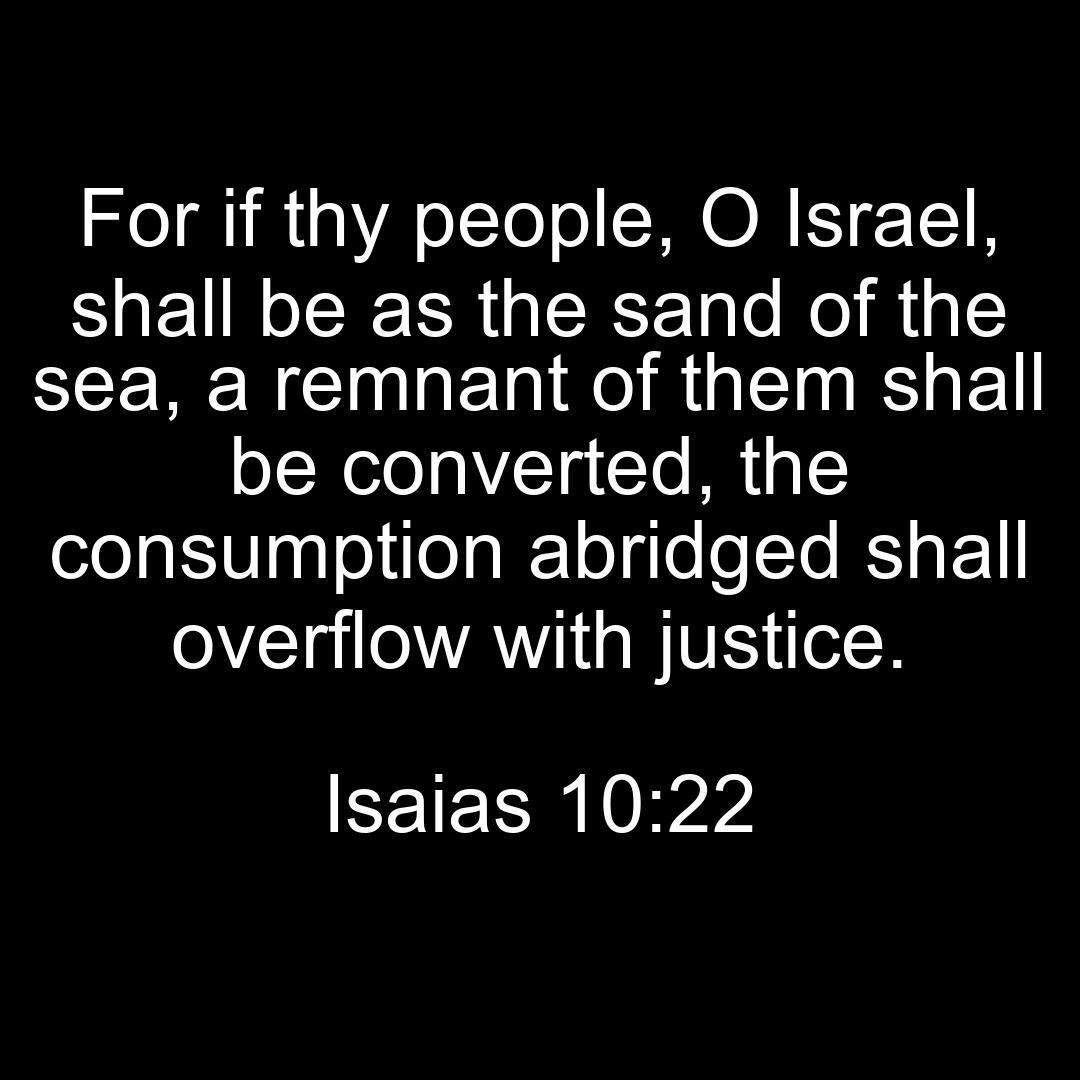 For if thy people, O Israel,
shall be as the sand of the
sea, a remnant of them shall
be converted, the
consumption abridged shall
overflow with justice.
Isaias 10:22